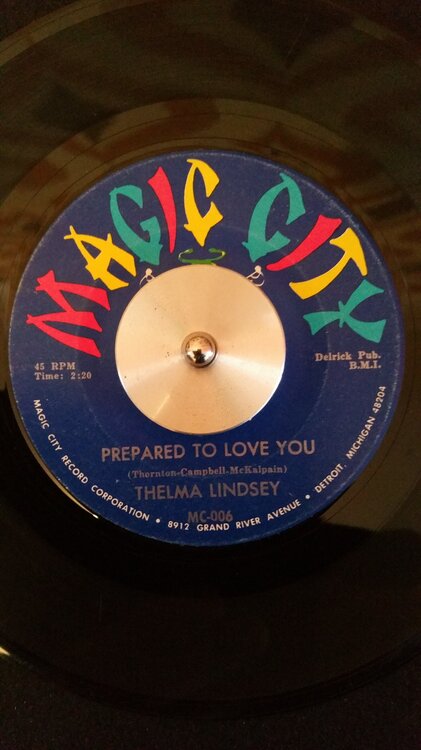 MAGIC CITY
45 RPM
Time: 2:20
Delrick Pub.
B.M.I.
PREPARED TO LOVE YOU
(Thornton-Campbell-McKalpain)
THELMA LINDSEY
MC-006
MAGIC CITY RECORD CORPORATION • 8912 GRAND RIVER AVENUE • DETROIT, MICHIGAN 48204